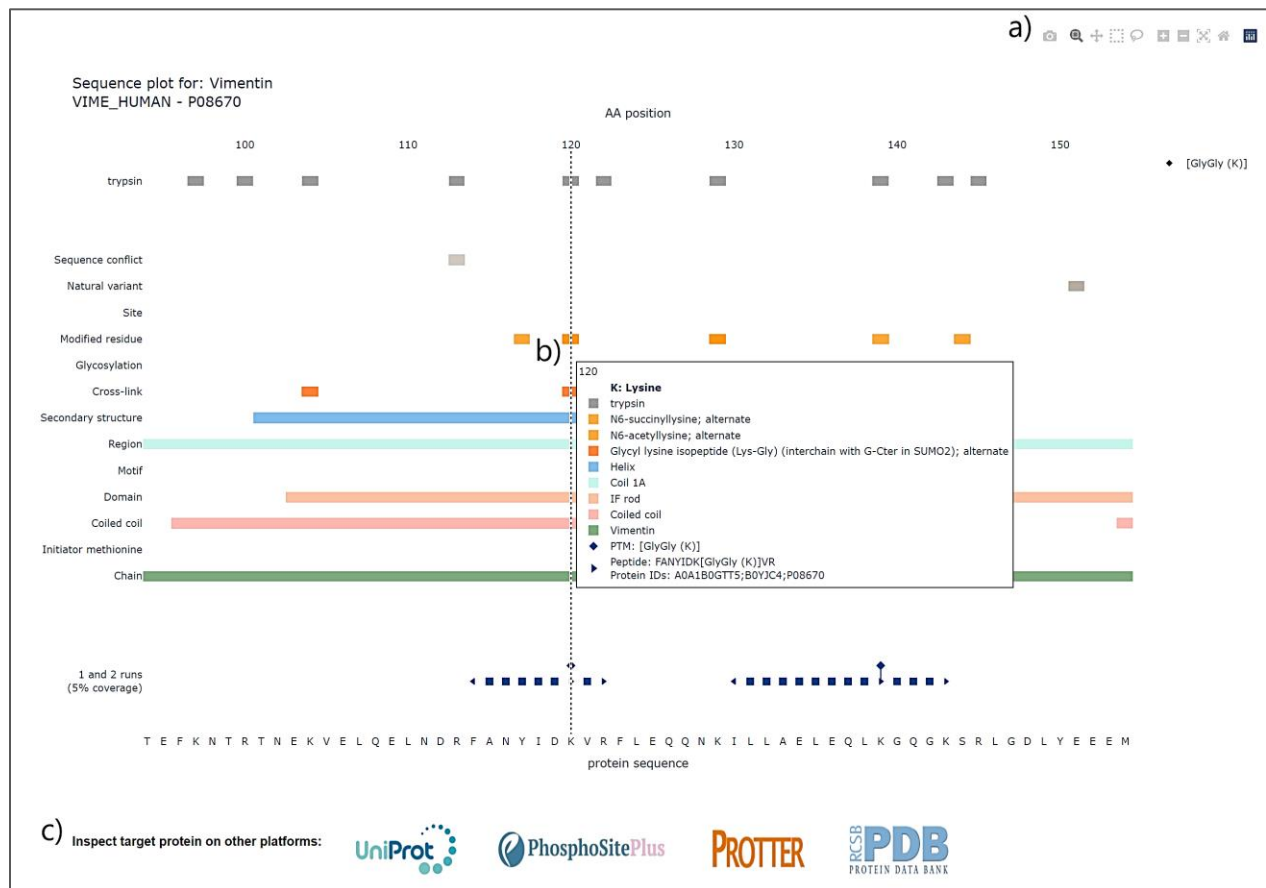 a)
Sequence plot for: Vimentin
VIME_HUMAN - P08670
AA position
100 110 120 130 140 150
[GlyGly (K)]
trypsin
Sequence conflict
Natural variant
Site
Modified residue
b)
Glycosylation
Cross-link
Secondary structure
Region
Motif
Domain
Coiled coil
Initiator methionine
Chain
120
K: Lysine
trypsin
N6-succinyllysine; alternate
N6-acetyllysine; alternate
Glycyl lysine isopeptide (Lys-Gly) (interchain with G-Cter in SUMO2); alternate
Helix
Coil 1A
IF rod
Coiled coil
Vimentin
PTM: [GlyGly (K)]
Peptide: FANYIDK[GlyGly (K)]VR
Protein IDs: A0A1B0GTT5;B0YJC4;P08670
1 and 2 runs
(5% coverage)
T E F K N T R T N E K V E L Q E L N D R F A N Y I D K V R F L E Q Q N K I L L A E L E Q L K G Q G K S R L G D L Y E E E M
protein sequence
c) Inspect target protein on other platforms:
UniProt
PhosphoSitePlus
PROTTER
RCSB
PDB
PROTEIN DATA BANK